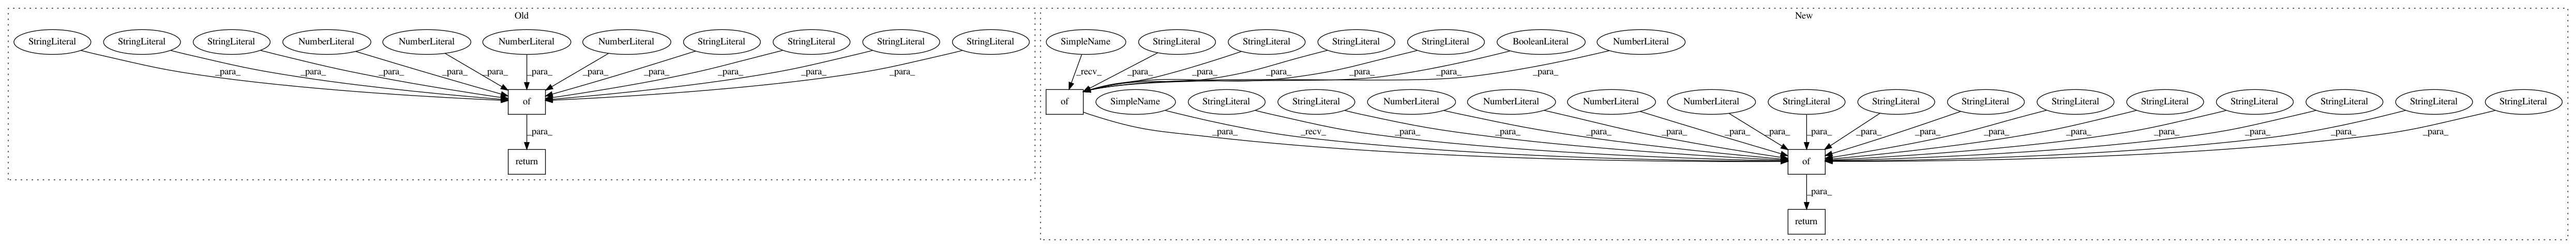 Old
New
StringLiteral StringLiteral StringLiteral NumberLiteral NumberLiteral NumberLiteral NumberLiteral StringLiteral StringLiteral StringLiteral StringLiteral
SimpleName StringLiteral StringLiteral StringLiteral StringLiteral BooleanLiteral NumberLiteral
_para_ _para_ _para_ _para_ _para_ _para_ _para_ _para_ _para_ _para_ _para_
_recv_ _para_ _para_ _para_ _para_ _para_ _para_
of
of
SimpleName StringLiteral StringLiteral NumberLiteral NumberLiteral NumberLiteral NumberLiteral StringLiteral StringLiteral StringLiteral StringLiteral StringLiteral StringLiteral StringLiteral StringLiteral StringLiteral
_para_
_para_ _recv_ _para_ _para_ _para_ _para_ _para_ _para_ _para_ _para_ _para_ _para_ _para_ _para_ _para_ _para_ _para_
return
of
_para_
return